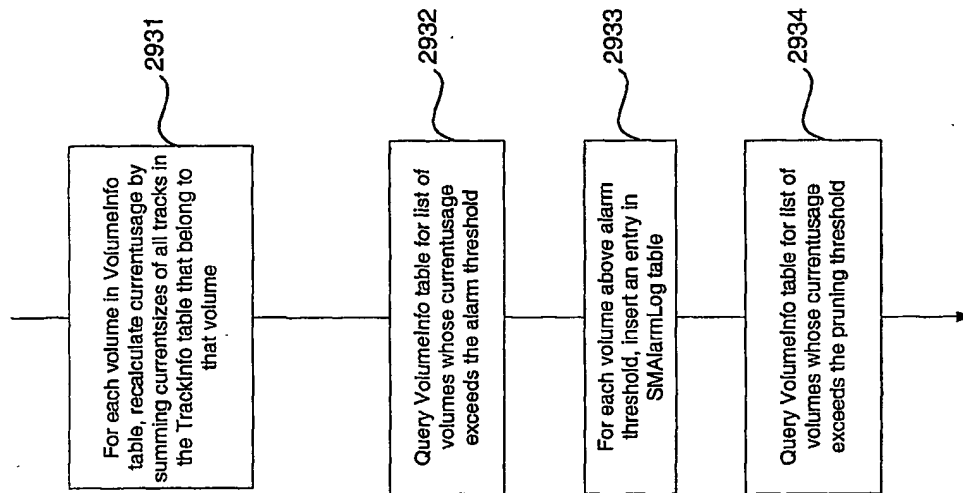 2931
For each volume in VolumeInfo
table, recalculate currentusage by
summing currentsizes of all tracks in
the TrackInfo table that belong to
that volume
2932
Query VolumeInfo table for list of
volumes whose currentusage
exceeds the alarm threshold
2933
For each volume above alarm
threshold, insert an entry in
SMAlarmLog table
2934
Query VolumeInfo table for list of
volumes whose currentusage
exceeds the pruning threshold